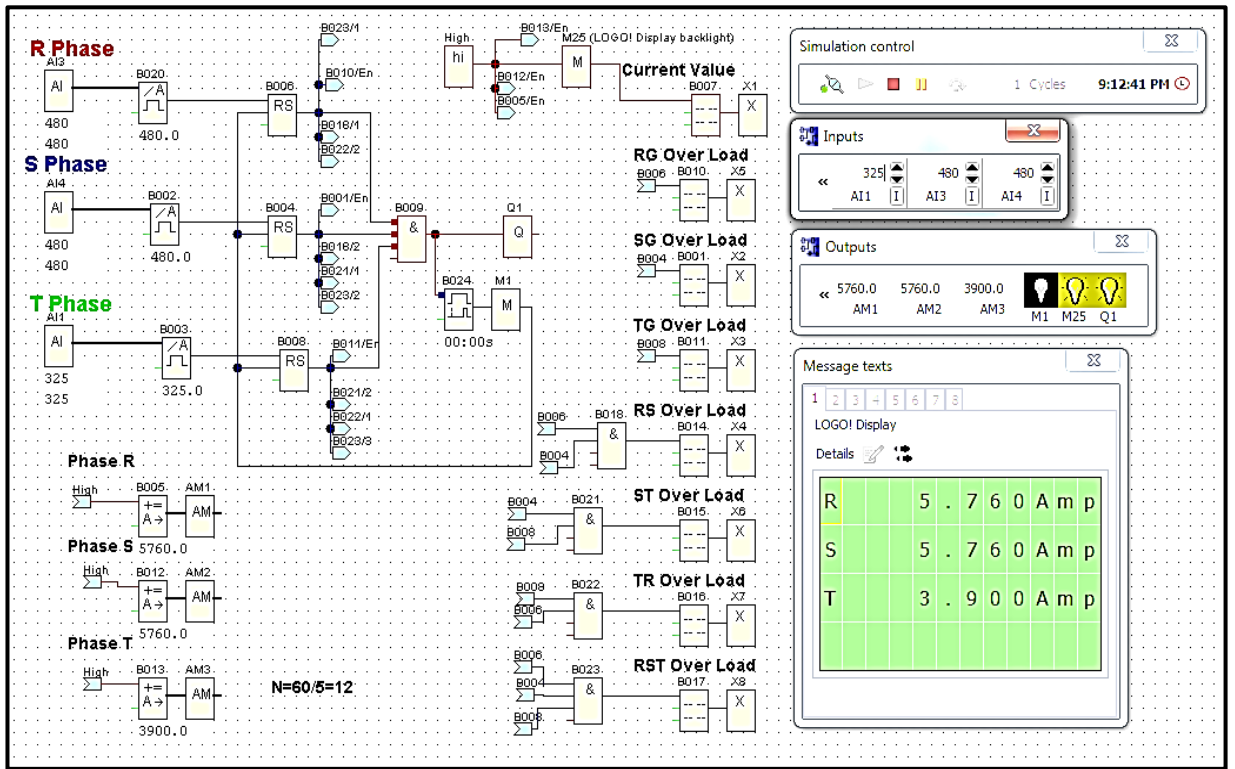 R Phase
AI3
AI
480
480
B020
/A
480.0
B006
RS
B023/1
B010/En
B016/1
B022/2
S Phase
AI4
AI
480
480
B002
/A
480.0
B004
RS
B001/En
B016/2
B021/1
B023/2
T Phase
AI1
AI
325
325
B003
/A
325.0
B008
RS
B011/En
B021/2
B022/1
B023/3
B009
&
Q1
Q
B024
00:00s
M1
M
High
hi
B013/En
B012/En
B005/En
M25 (LOGO! Display backlight)
M
Current Value
B007
X1
X
RG Over Load
B006
B010
X5
X
SG Over Load
B004
B001
X2
X
TG Over Load
B008
B011
X3
X
RS Over Load
B006
B004
B018
&
B014
X4
X
ST Over Load
B004
B008
B021
&
B015
X6
X
TR Over Load
B008
B006
B022
&
B016
X7
X
RST Over Load
B006
B004
B008
B023
&
B017
X8
X
Phase R
High
B005
+=
A→
AM1
AM
5760.0
Phase S
High
B012
+=
A→
AM2
AM
5760.0
Phase T
High
B013
+=
A→
AM3
AM
3900.0
N=60/5=12
Simulation control
1 Cycles
9:12:41 PM
Inputs
« 325 480 480
AI1 I AI3 I AI4 I
Outputs
« 5760.0 5760.0 3900.0
AM1 AM2 AM3 M1 M25 Q1
Message texts
1 2 3 4 5 6 7 8
LOGO! Display
Details
R 5.760Amp
S 5.760Amp
T 3.900Amp